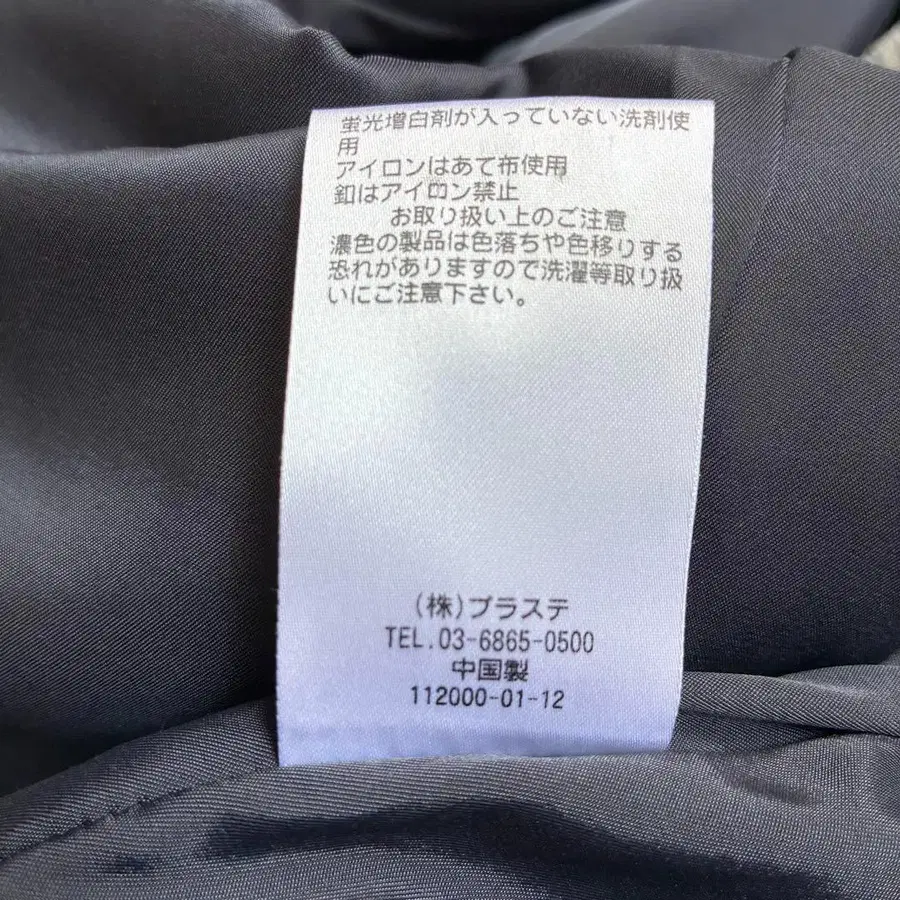 蛍光増白剤が入っていない洗剤使
用
アイロンはあて布使用
釦はアイロン禁止
お取り扱い上のご注意
濃色の製品は色落ちや色移りする
恐れがありますので洗濯等取り扱
いにご注意下さい。
(株)プラステ
TEL.03-6865-0500
中国製
112000-01-12